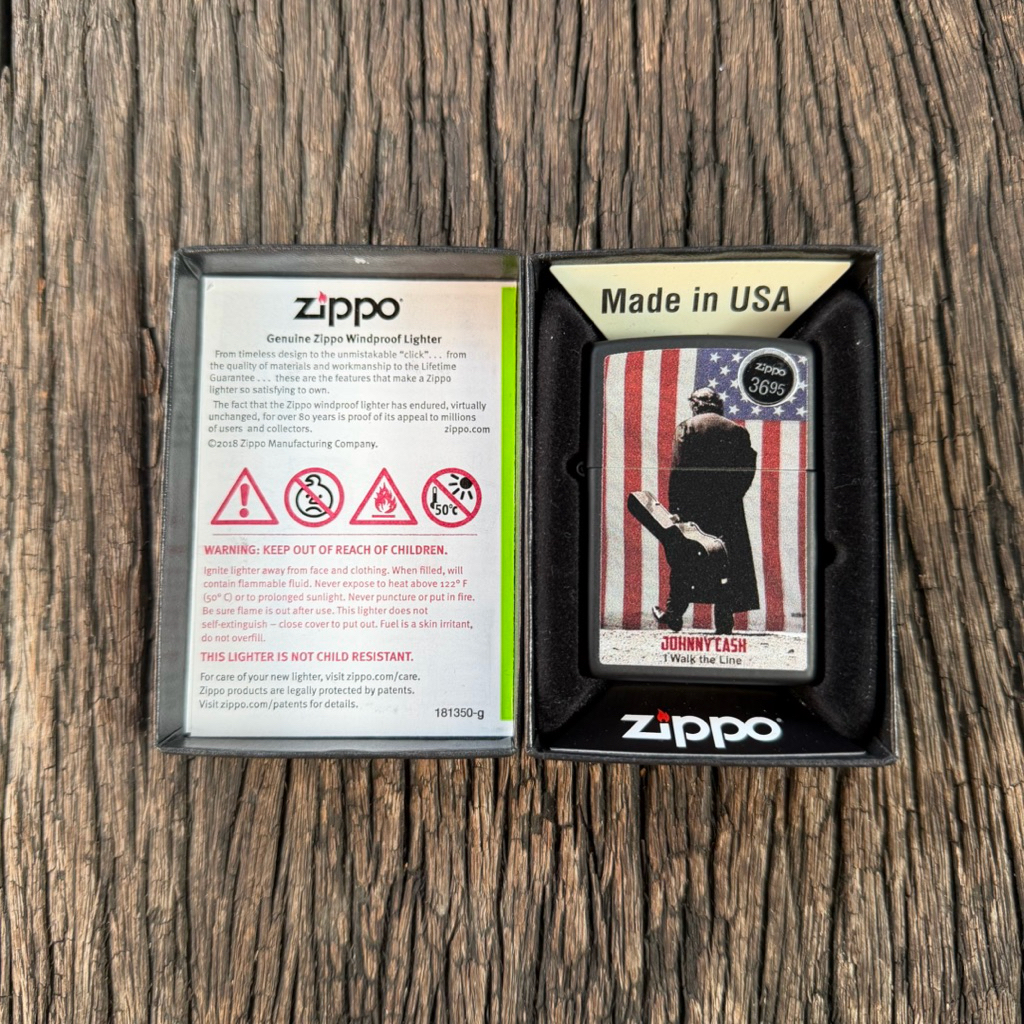 zippo
Genuine Zippo Windproof Lighter
From timeless design to the unmistakable “click”. . . from
the quality of materials and workmanship to the Lifetime
Guarantee . . . these are the features that make a Zippo
lighter so satisfying to own.
The fact that the Zippo windproof lighter has endured, virtually
unchanged, for over 80 years is proof of its appeal to millions
of users and collectors. zippo.com
©2018 Zippo Manufacturing Company.
50°C
WARNING: KEEP OUT OF REACH OF CHILDREN.
Ignite lighter away from face and clothing. When filled, will
contain flammable fluid. Never expose to heat above 122° F
(50° C) or to prolonged sunlight. Never puncture or put in fire.
Be sure flame is out after use. This lighter does not
self-extinguish – close cover to put out. Fuel is a skin irritant,
do not overfill.
THIS LIGHTER IS NOT CHILD RESISTANT.
For care of your new lighter, visit zippo.com/care.
Zippo products are legally protected by patents.
Visit zippo.com/patents for details.
181350-g
Made in USA
zippo
3695
JOHNNY CASH
I Walk the Line
zippo